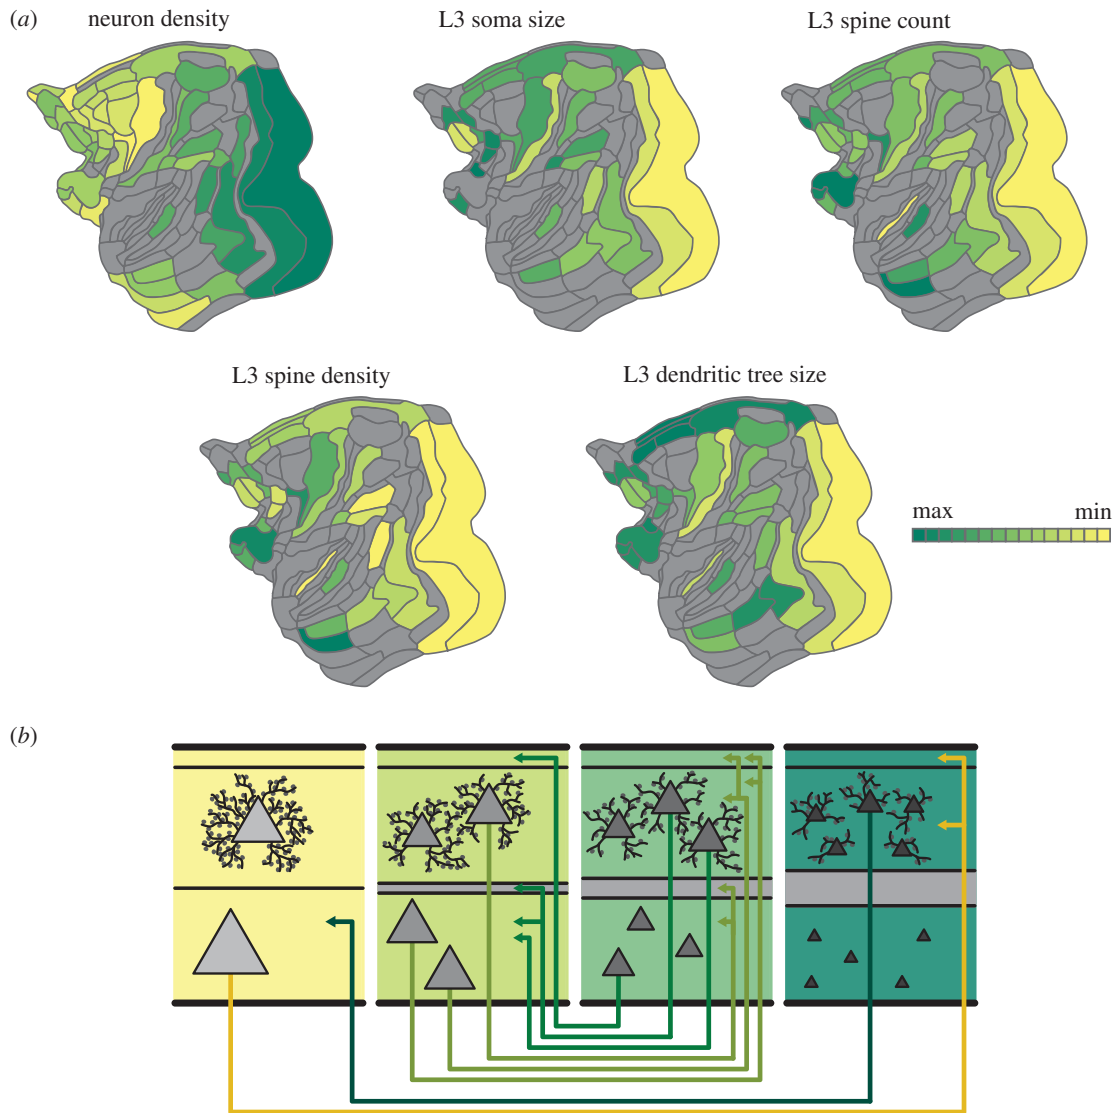 (a)
neuron density
L3 soma size
L3 spine count
L3 spine density
L3 dendritic tree size
max
min
(b)